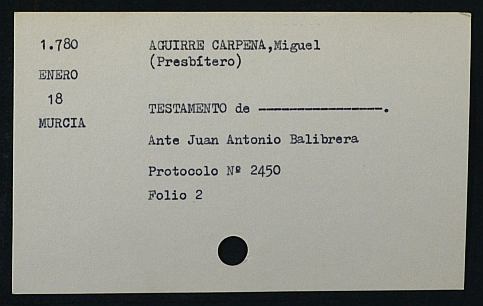 1.780
AGUIRRE CARPENA,Miguel
(Presbítero)
ENERO
18
TESTAMENTO de ----------------.
MURCIA
Ante Juan Antonio Balibrera
Protocolo Nº 2450
Folio 2